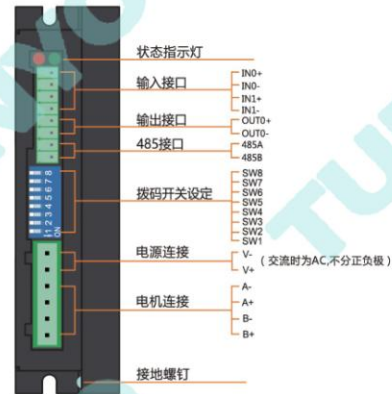 状态指示灯
输入接口
IN0+
IN0-
IN1+
IN1-
输出接口
OUT0+
OUT0-
485接口
485A
485B
拨码开关设定
SW8
SW7
SW6
SW5
SW4
SW3
SW2
SW1
1 2 3 4 5 6 7 8
ON
电源连接
V-
V+
(交流时为AC,不分正负极)
电机连接
A-
A+
B-
B+
接地螺钉